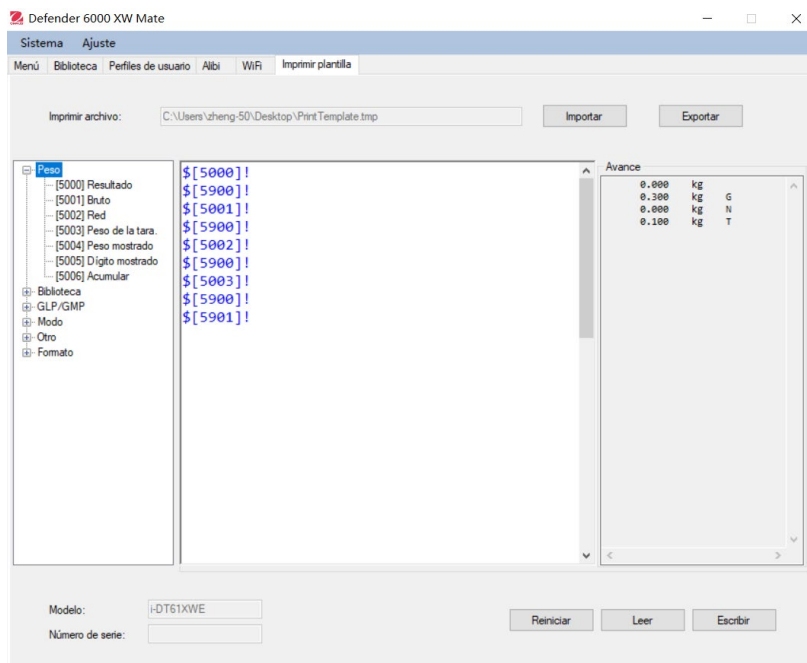 Defender 6000 XW Mate
Sistema Ajuste
Menú Biblioteca Perfiles de usuario Alibi WiFi Imprimir plantilla
Imprimir archivo: C:\Users\zheng-50\Desktop\PrintTemplate.tmp Importar Exportar
Peso
[5000] Resultado
[5001] Bruto
[5002] Red
[5003] Peso de la tara.
[5004] Peso mostrado
[5005] Dígito mostrado
[5006] Acumular
Biblioteca
GLP/GMP
Modo
Otro
Formato
$[5000]!
$[5900]!
$[5001]!
$[5900]!
$[5002]!
$[5900]!
$[5003]!
$[5900]!
$[5901]!
Avance
0.000 kg
0.300 kg G
0.000 kg N
0.100 kg T
Modelo: i-DT61XWE
Número de serie:
Reiniciar Leer Escribir